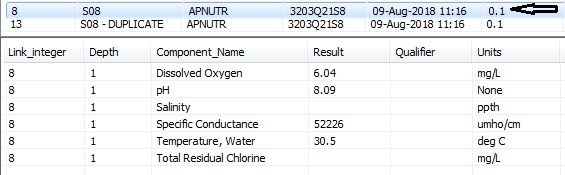 8 S08 APNUTR 3203Q21S8 09-Aug-2018 11:16 0.1
13 S08 - DUPLICATE APNUTR 3203Q21S8 09-Aug-2018 11:16 0.1
Link_integer Depth Component_Name Result Qualifier Units
8 1 Dissolved Oxygen 6.04 mg/L
8 1 pH 8.09 None
8 1 Salinity ppth
8 1 Specific Conductance 52226 umho/cm
8 1 Temperature, Water 30.5 deg C
8 1 Total Residual Chlorine mg/L